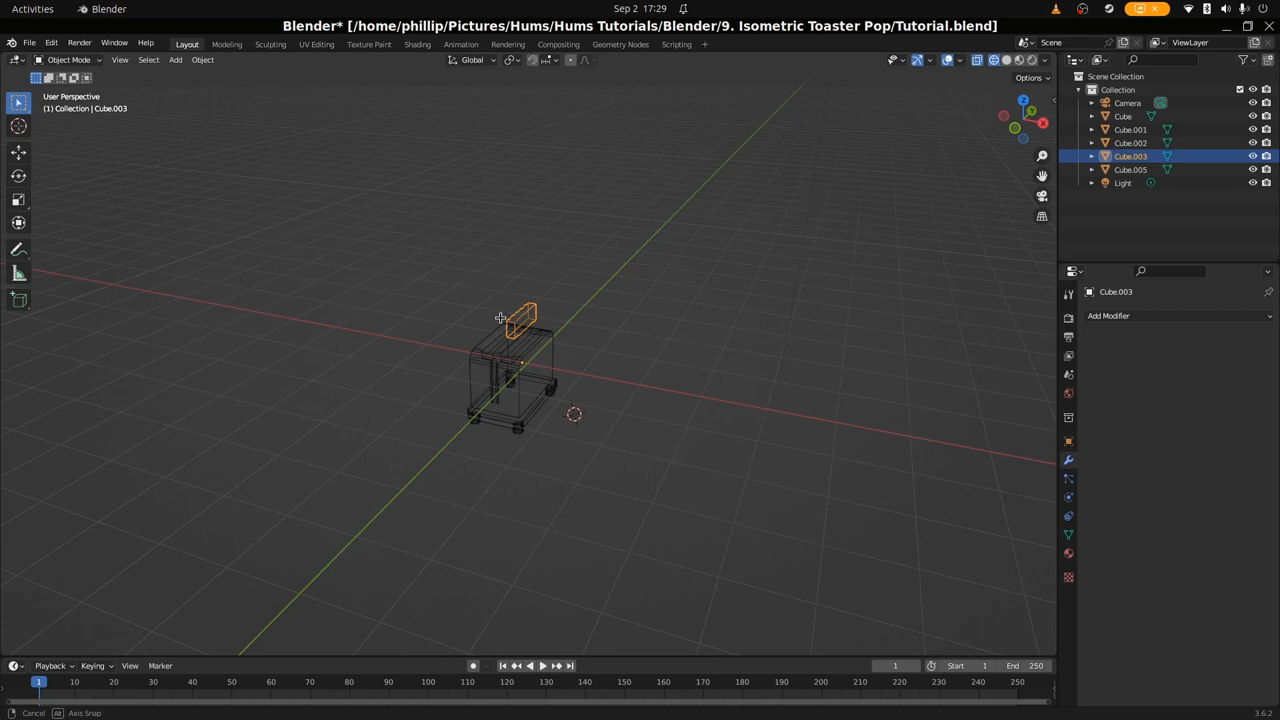 Activities Blender Sep 2 17:29
Blender* [/home/phillip/Pictures/Hums/Hums Tutorials/Blender/9. Isometric Toaster Pop/Tutorial.blend]
File Edit Render Window Help Layout Modeling Sculpting UV Editing Texture Paint Shading Animation Rendering Compositing Geometry Nodes Scripting + Scene ViewLayer
Object Mode View Select Add Object Global
Options
User Perspective
(1) Collection | Cube.003
Z
Y
X
Scene Collection
Collection
Camera
Cube
Cube.001
Cube.002
Cube.003
Cube.005
Light
Cube.003
Add Modifier
Playback Keying View Marker 1 Start 1 End 250
1 10 20 30 40 50 60 70 80 90 100 110 120 130 140 150 160 170 180 190 200 210 220 230 240 250
Cancel Alt Axis Snap 3.6.2